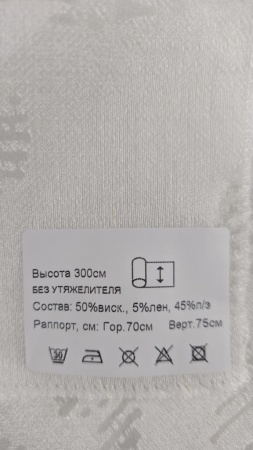 Высота 300см
БЕЗ УТЯЖЕЛИТЕЛЯ
Состав: 50%виск., 5%лен, 45%п/э
Раппорт, см: Гор.70см Верт.75см
30